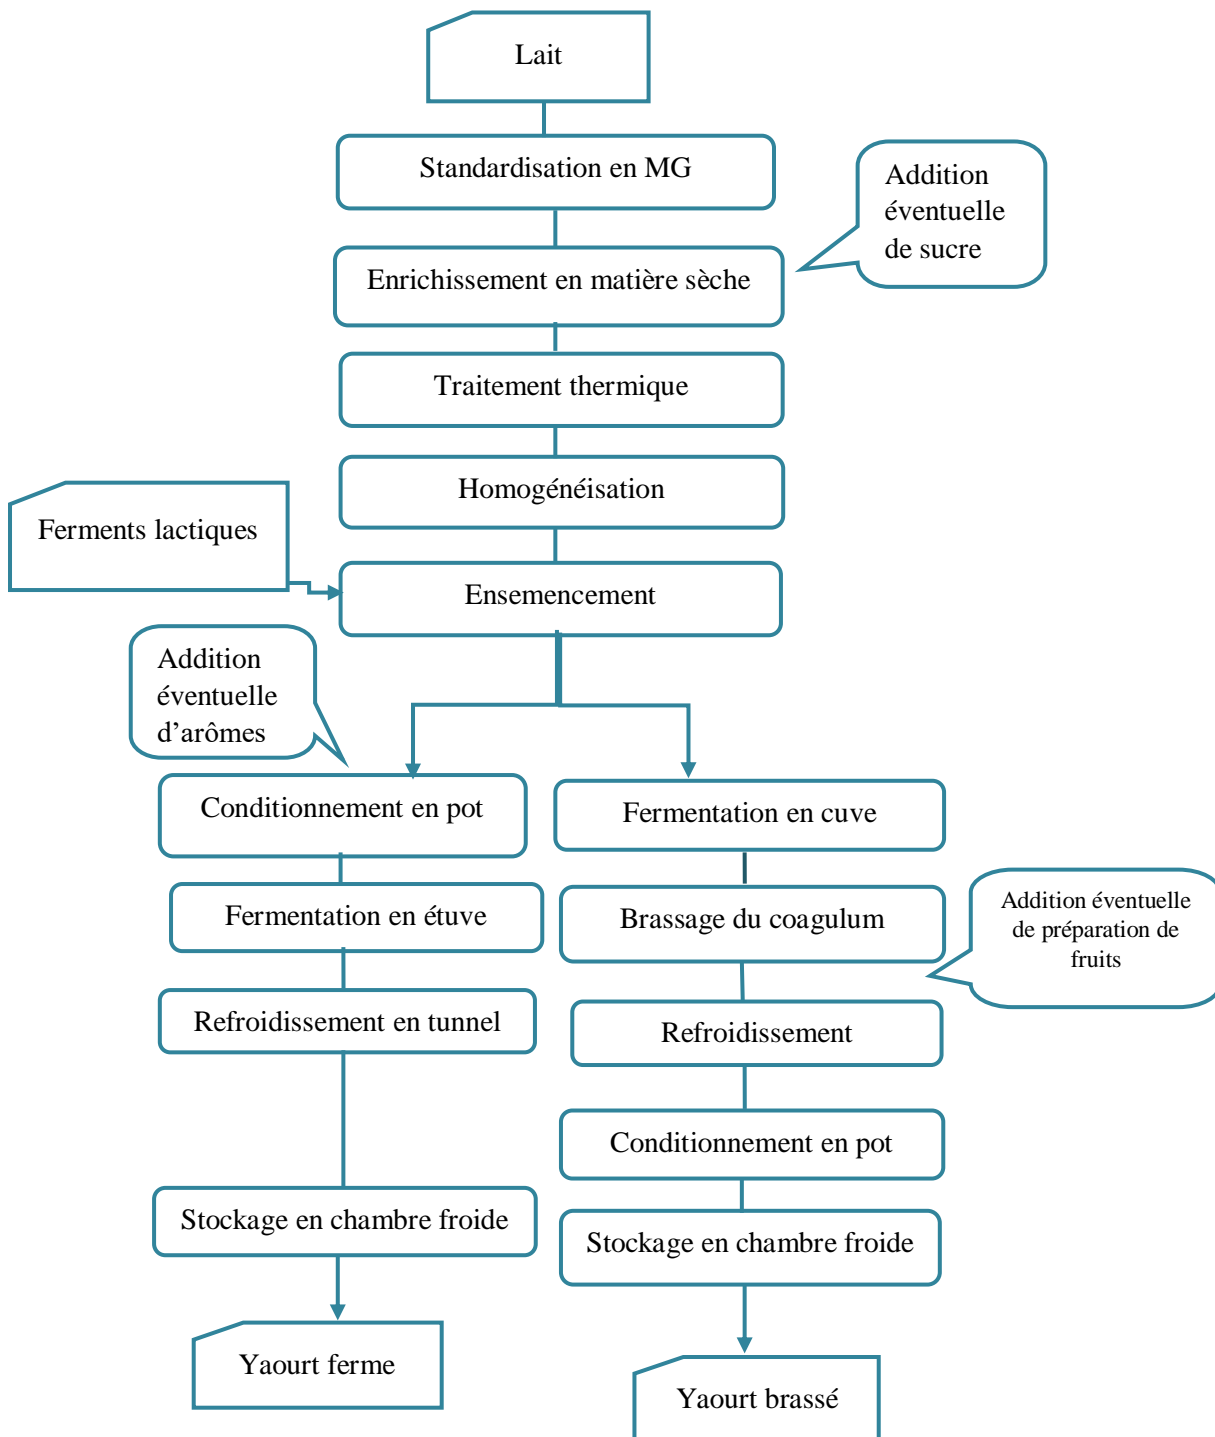 Lait
Standardisation en MG
Addition
éventuelle
de sucre
Enrichissement en matière sèche
Traitement thermique
Homogénéisation
Ferments lactiques
Ensemencement
Addition
éventuelle
d’arômes
Conditionnement en pot
Fermentation en étuve
Refroidissement en tunnel
Stockage en chambre froide
Yaourt ferme
Fermentation en cuve
Brassage du coagulum
Addition éventuelle
de préparation de
fruits
Refroidissement
Conditionnement en pot
Stockage en chambre froide
Yaourt brassé